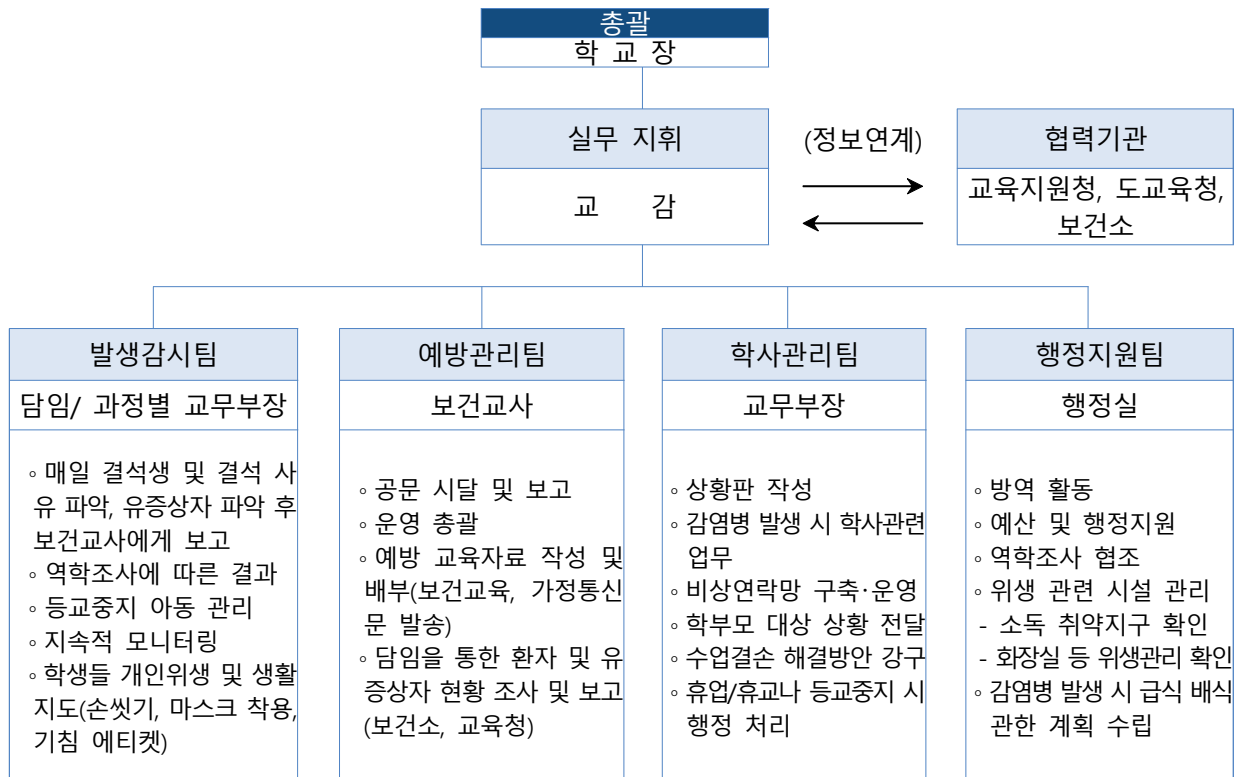 총괄
학 교 장
실무 지휘
교 감
(정보연계)
협력기관
교육지원청, 도교육청,
보건소
발생감시팀
담임/ 과정별 교무부장
◦ 매일 결석생 및 결석 사
유 파악, 유증상자 파악 후
보건교사에게 보고
◦ 역학조사에 따른 결과
◦ 등교중지 아동 관리
◦ 지속적 모니터링
◦ 학생들 개인위생 및 생활
지도(손씻기, 마스크 착용,
기침 에티켓)
예방관리팀
보건교사
◦ 공문 시달 및 보고
◦ 운영 총괄
◦ 예방 교육자료 작성 및
배부(보건교육, 가정통신
문 발송)
◦ 담임을 통한 환자 및 유
증상자 현황 조사 및 보고
(보건소, 교육청)
학사관리팀
교무부장
◦ 상황판 작성
◦ 감염병 발생 시 학사관련
업무
◦ 비상연락망 구축·운영
◦ 학부모 대상 상황 전달
◦ 수업결손 해결방안 강구
◦ 휴업/휴교나 등교중지 시
행정 처리
행정지원팀
행정실
◦ 방역 활동
◦ 예산 및 행정지원
◦ 역학조사 협조
◦ 위생 관련 시설 관리
- 소독 취약지구 확인
- 화장실 등 위생관리 확인
◦ 감염병 발생 시 급식 배식
관한 계획 수립